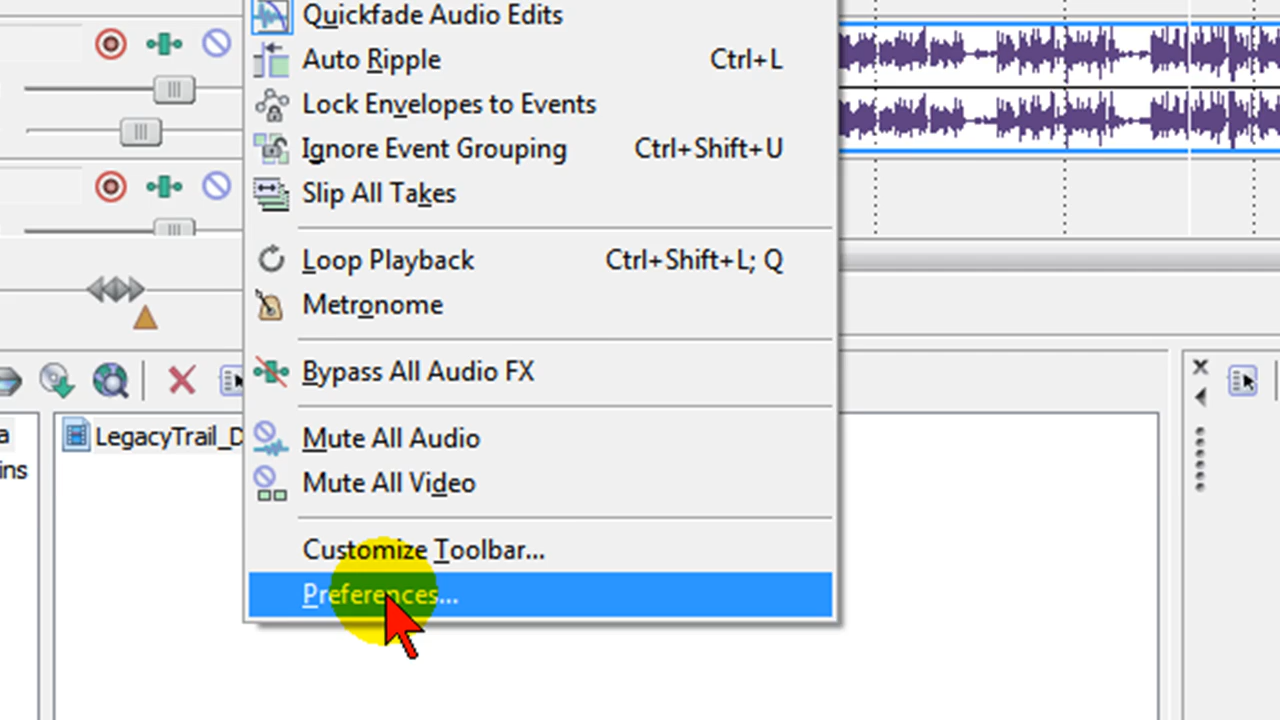 Quickfade Audio Edits
Auto Ripple Ctrl+L
Lock Envelopes to Events
Ignore Event Grouping Ctrl+Shift+U
Slip All Takes
Loop Playback Ctrl+Shift+L; Q
Metronome
Bypass All Audio FX
LegacyTrail_D
Mute All Audio
Mute All Video
Customize Toolbar...
Preferences...